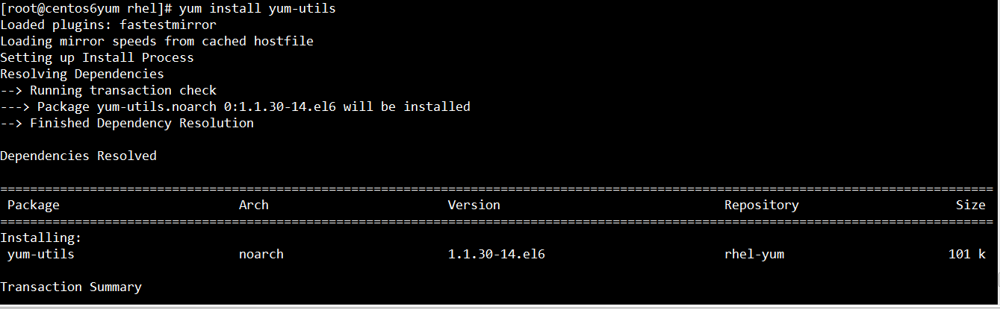 [root@centos6yum rhel]# yum install yum-utils
Loaded plugins: fastestmirror
Loading mirror speeds from cached hostfile
Setting up Install Process
Resolving Dependencies
--> Running transaction check
---> Package yum-utils.noarch 0:1.1.30-14.el6 will be installed
--> Finished Dependency Resolution
Dependencies Resolved
=====================================================================================================================================
Package Arch Version Repository Size
=====================================================================================================================================
Installing:
yum-utils noarch 1.1.30-14.el6 rhel-yum 101 k
Transaction Summary